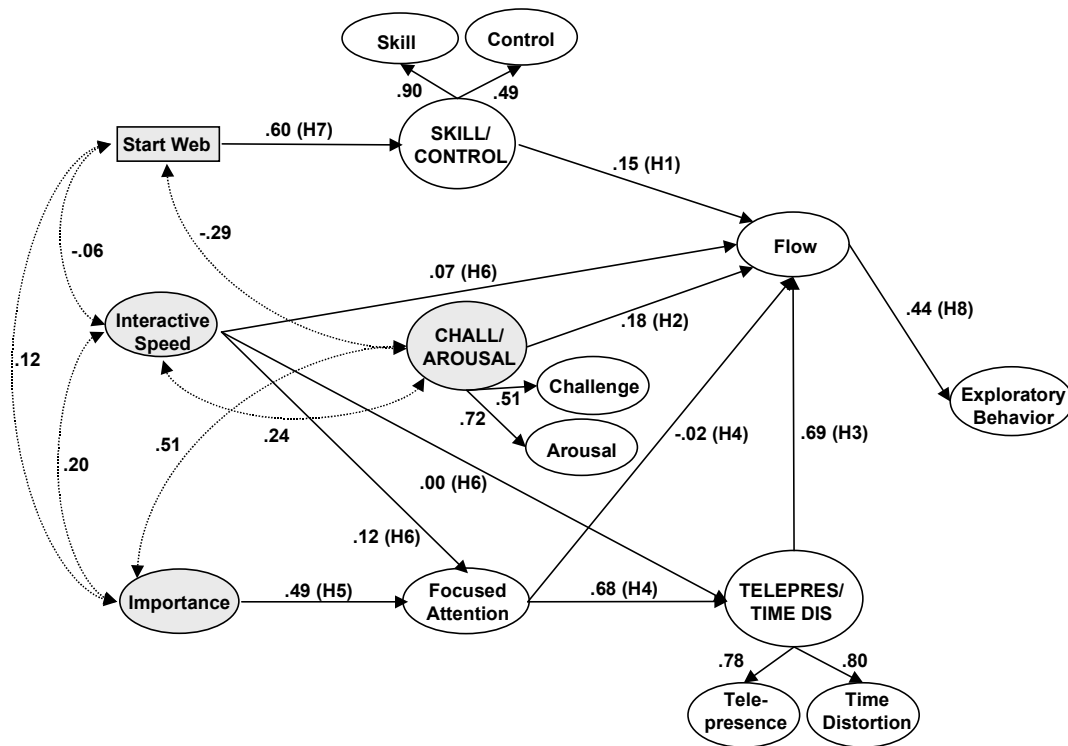 Skill
Control
.90
.49
Start Web
.60 (H7)
SKILL/
CONTROL
.15 (H1)
-.06
-.29
Flow
.07 (H6)
Interactive
Speed
CHALL/
AROUSAL
.18 (H2)
.44 (H8)
.12
Challenge
.51
.72
Exploratory
Behavior
.51
.24
Arousal
-.02 (H4)
.69 (H3)
.20
.00 (H6)
.12 (H6)
Importance
.49 (H5)
Focused
Attention
.68 (H4)
TELEPRES/
TIME DIS
.78
.80
Tele-
presence
Time
Distortion